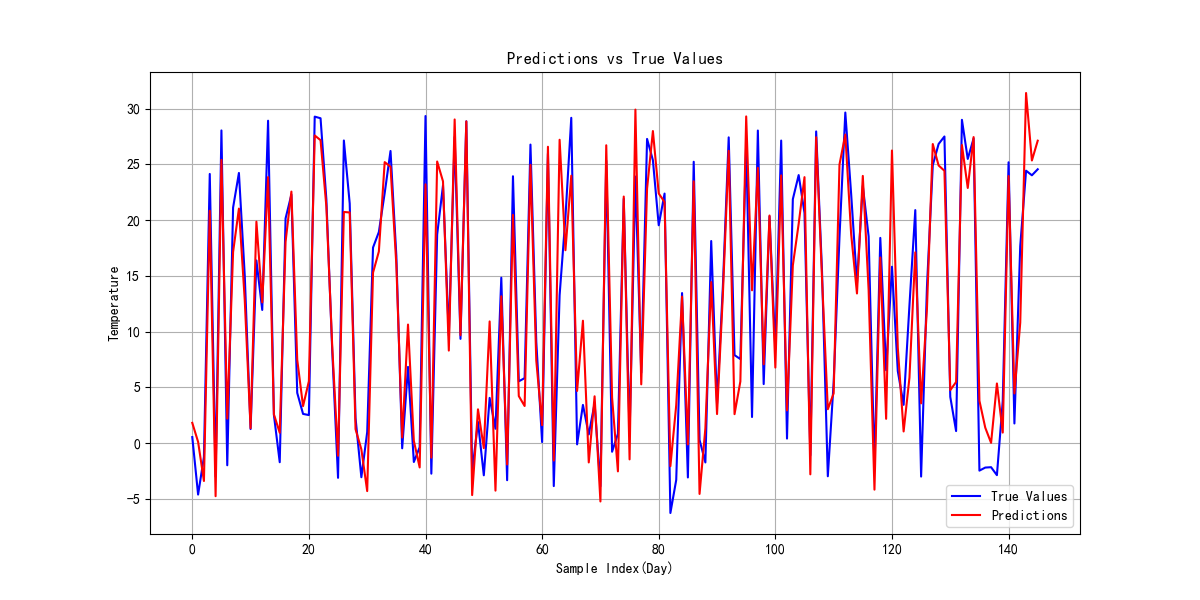 Predictions vs True Values
30
25
20
15
10
5
0
−5
Temperature
0 20 40 60 80 100 120 140
Sample Index(Day)
True Values
Predictions